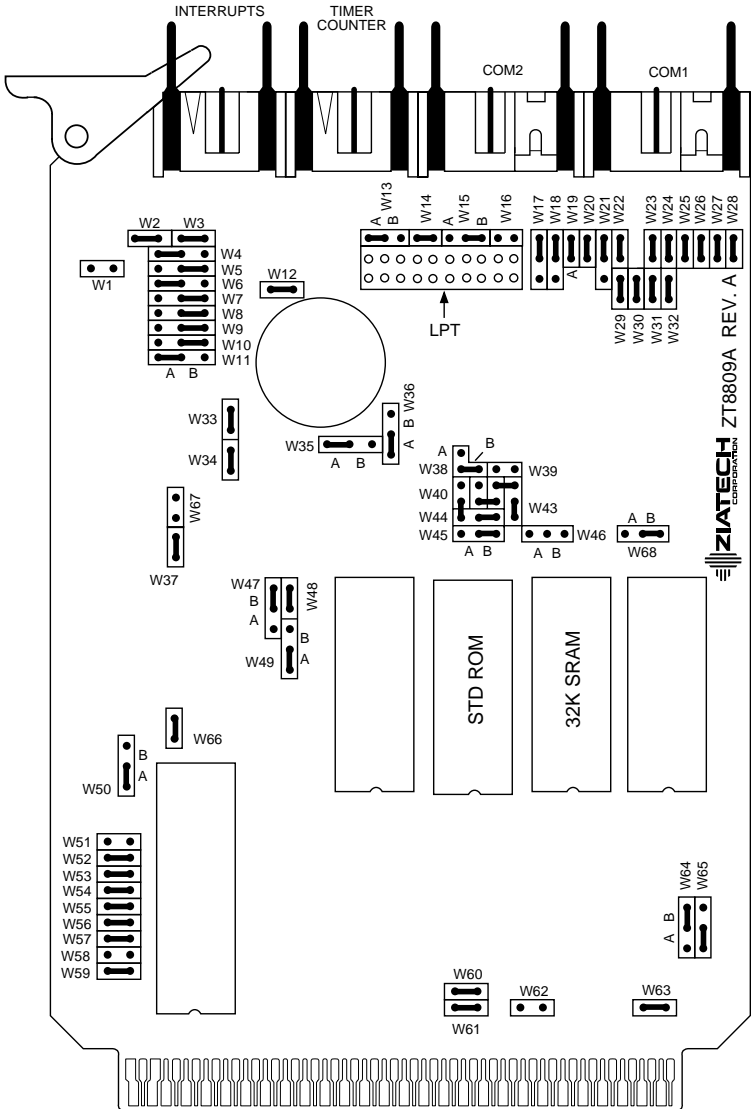 INTERRUPTS
TIMER
COUNTER
COM2
COM1
W13
A
B
W14
A
W15
B
W16
W17
W18
W19
W20
W21
W22
W23
W24
W25
W26
W27
W28
A
W2
W3
W1
W4
W5
W6
W7
W8
W9
W10
W11
A B
W12
LPT
W29
W30
W31
W32
ZT8809A REV. A
ZIATECH
CORPORATION
W33
W34
W35
A B
W36
B
A
A
B
W38
W39
W40
W43
W44
W45
A B
W46
A B
A B
W68
W67
W37
W47
B
A
W48
W49
B
A
STD ROM
32K SRAM
W66
W50
B
A
W51
W52
W53
W54
W55
W56
W57
W58
W59
W64
W65
A B
W60
W61
W62
W63